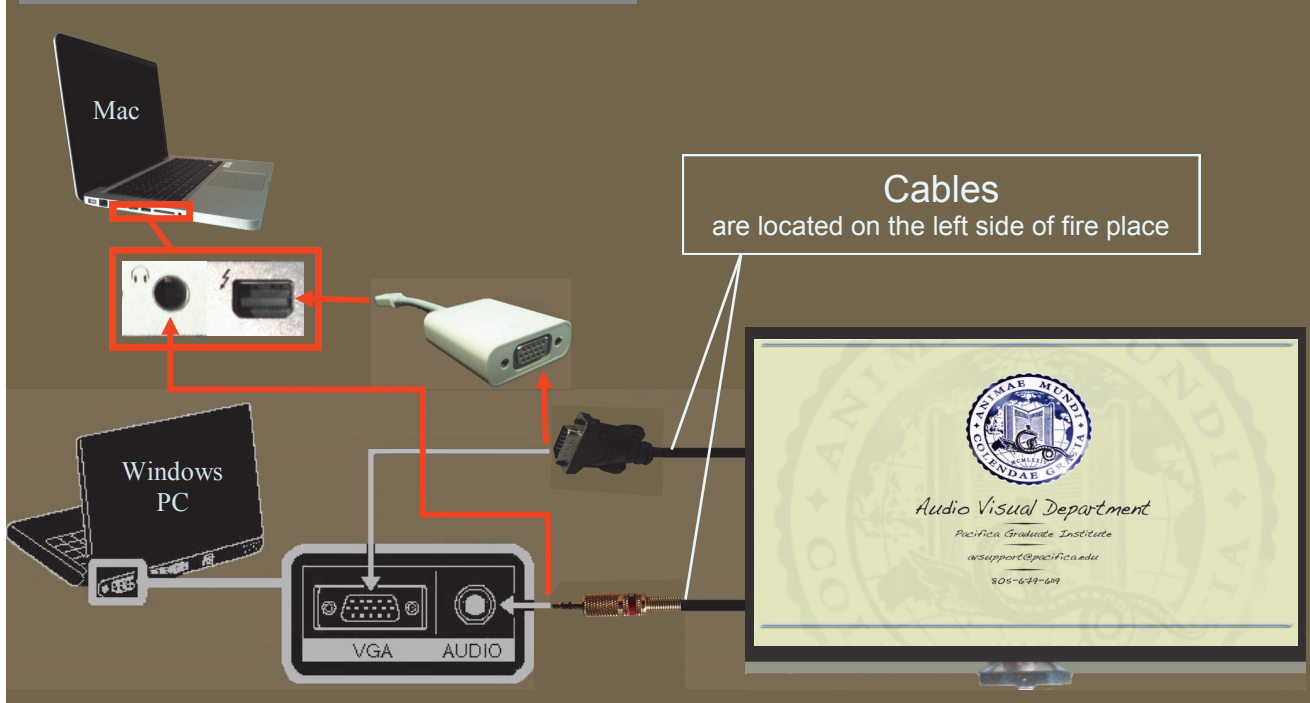 Mac
Cables
are located on the left side of fire place
ANIMAE MUNDI
COLENDAE GRATIA
Windows
PC
Audio Visual Department
Pacifica Graduate Institute
avsupport@pacifica.edu
805-679-6119
VGA AUDIO